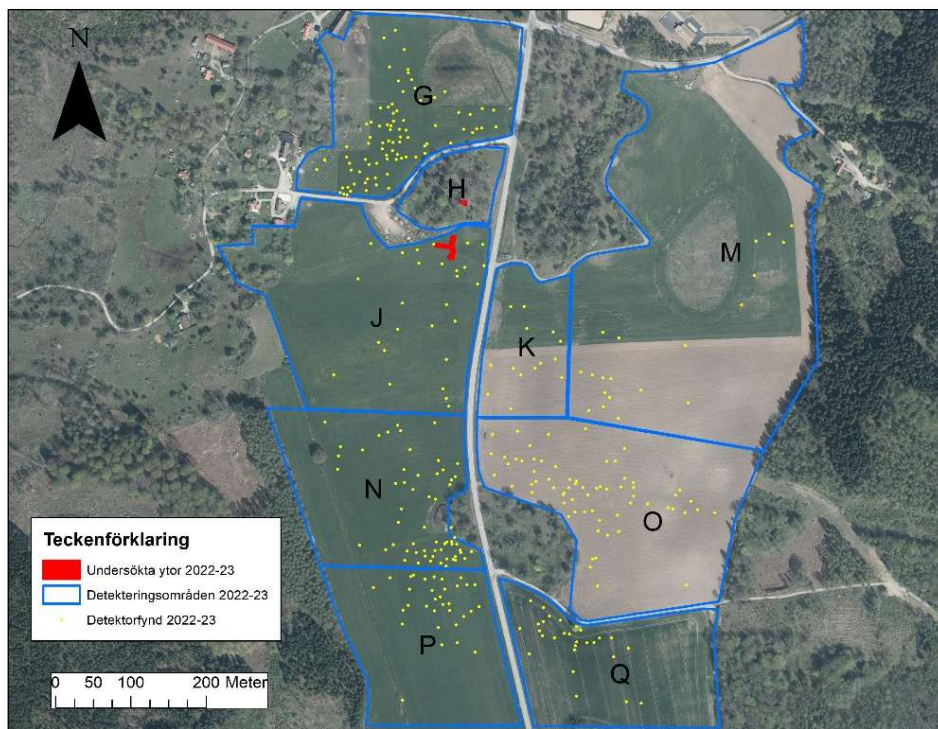 N
G
H
M
J
K
N
O
P
Q
Teckenförklaring
Undersökta ytor 2022-23
Detekteringsområden 2022-23
Detektorfynd 2022-23
0 50 100 200 Meter